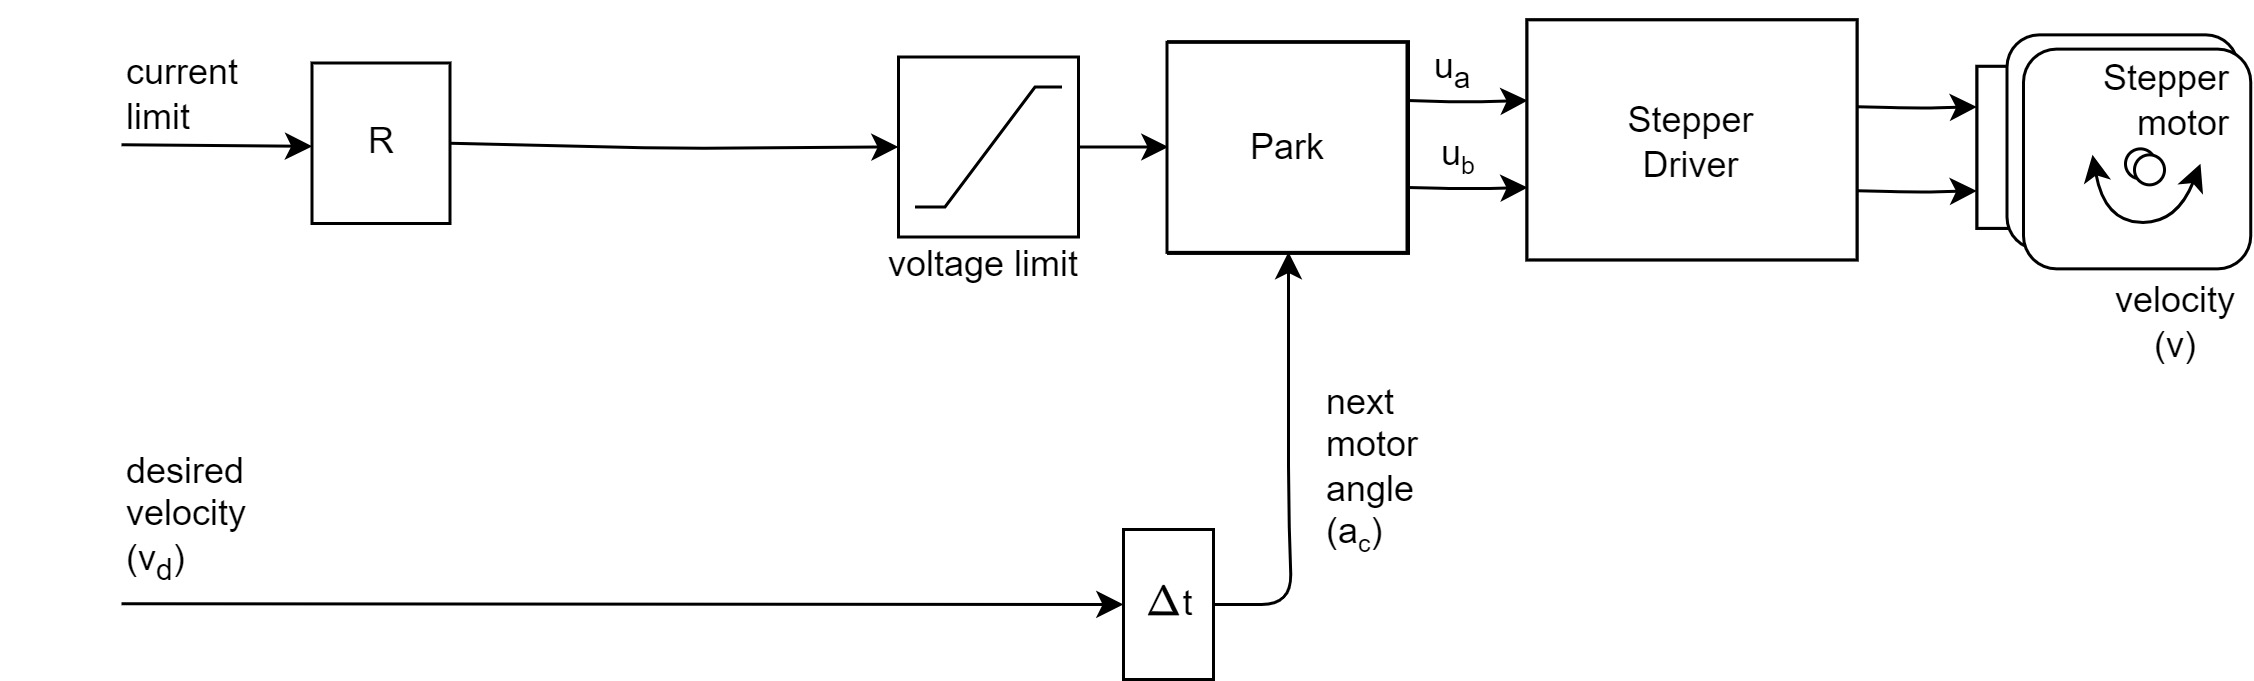 current
limit
R
voltage limit
Park
u_a
u_b
Stepper
Driver
Stepper
motor
velocity
(v)
next
motor
angle
(a_c)
desired
velocity
(v_d)
Δt